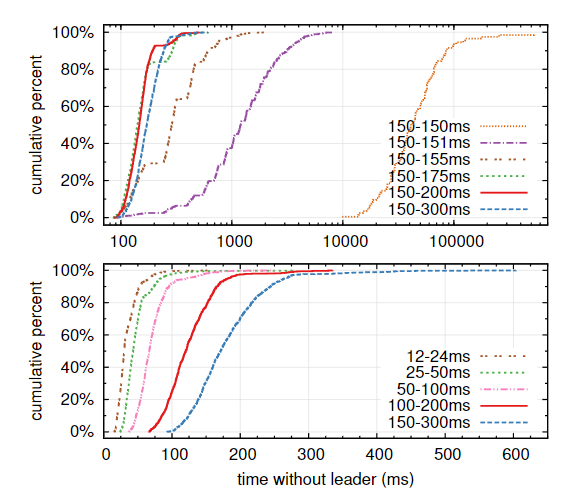 cumulative percent
100%
80%
60%
40%
20%
0%
150-150ms
150-151ms
150-155ms
150-175ms
150-200ms
150-300ms
100 1000 10000 100000
cumulative percent
100%
80%
60%
40%
20%
0%
12-24ms
25-50ms
50-100ms
100-200ms
150-300ms
0 100 200 300 400 500 600
time without leader (ms)